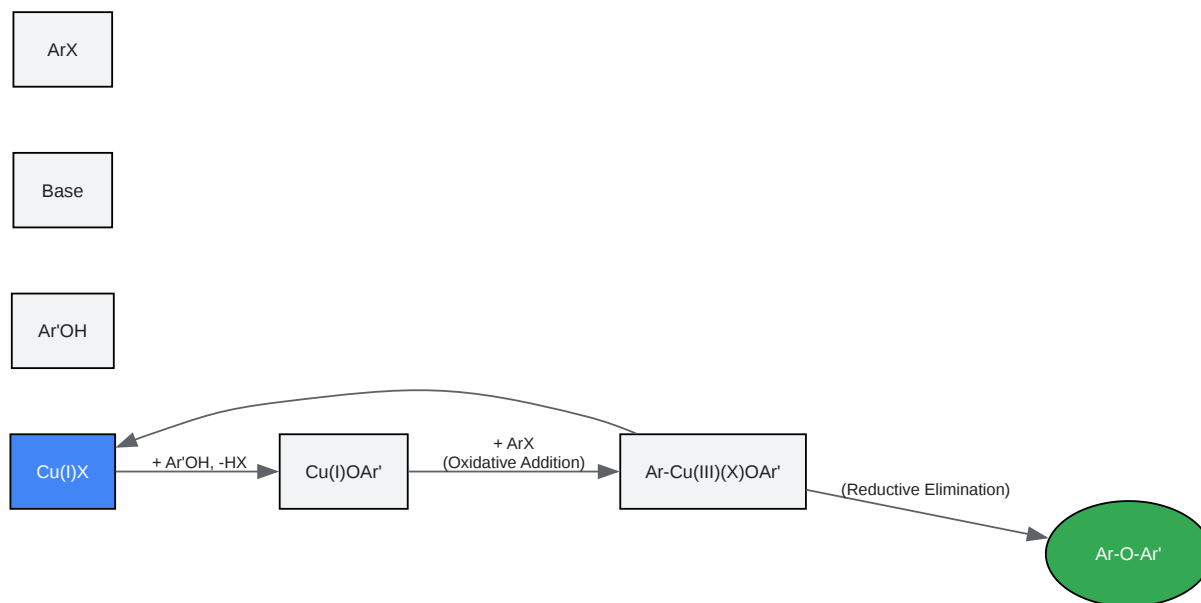 ArX
Base
Ar'OH
Cu(I)X
+ Ar'OH, -HX
Cu(I)OAr'
+ ArX
(Oxidative Addition)
Ar-Cu(III)(X)OAr'
(Reductive Elimination)
Ar-O-Ar'